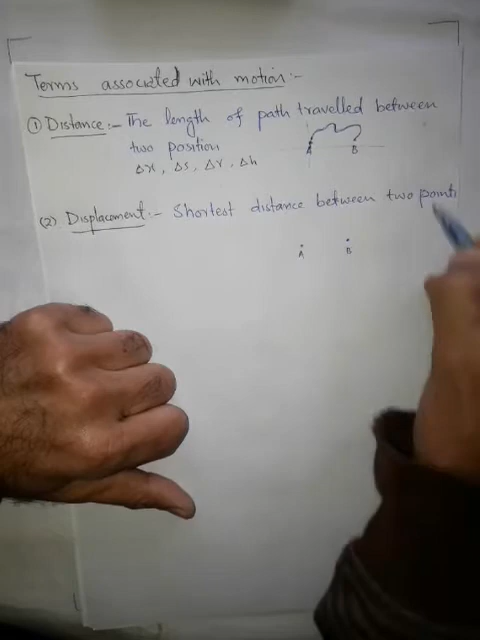 Terms associated with motion:-
① Distance:- The length of path travelled between
two position
Δx, Δs, Δr, Δh
A B
(2) Displacement:- Shortest distance between two points
A B